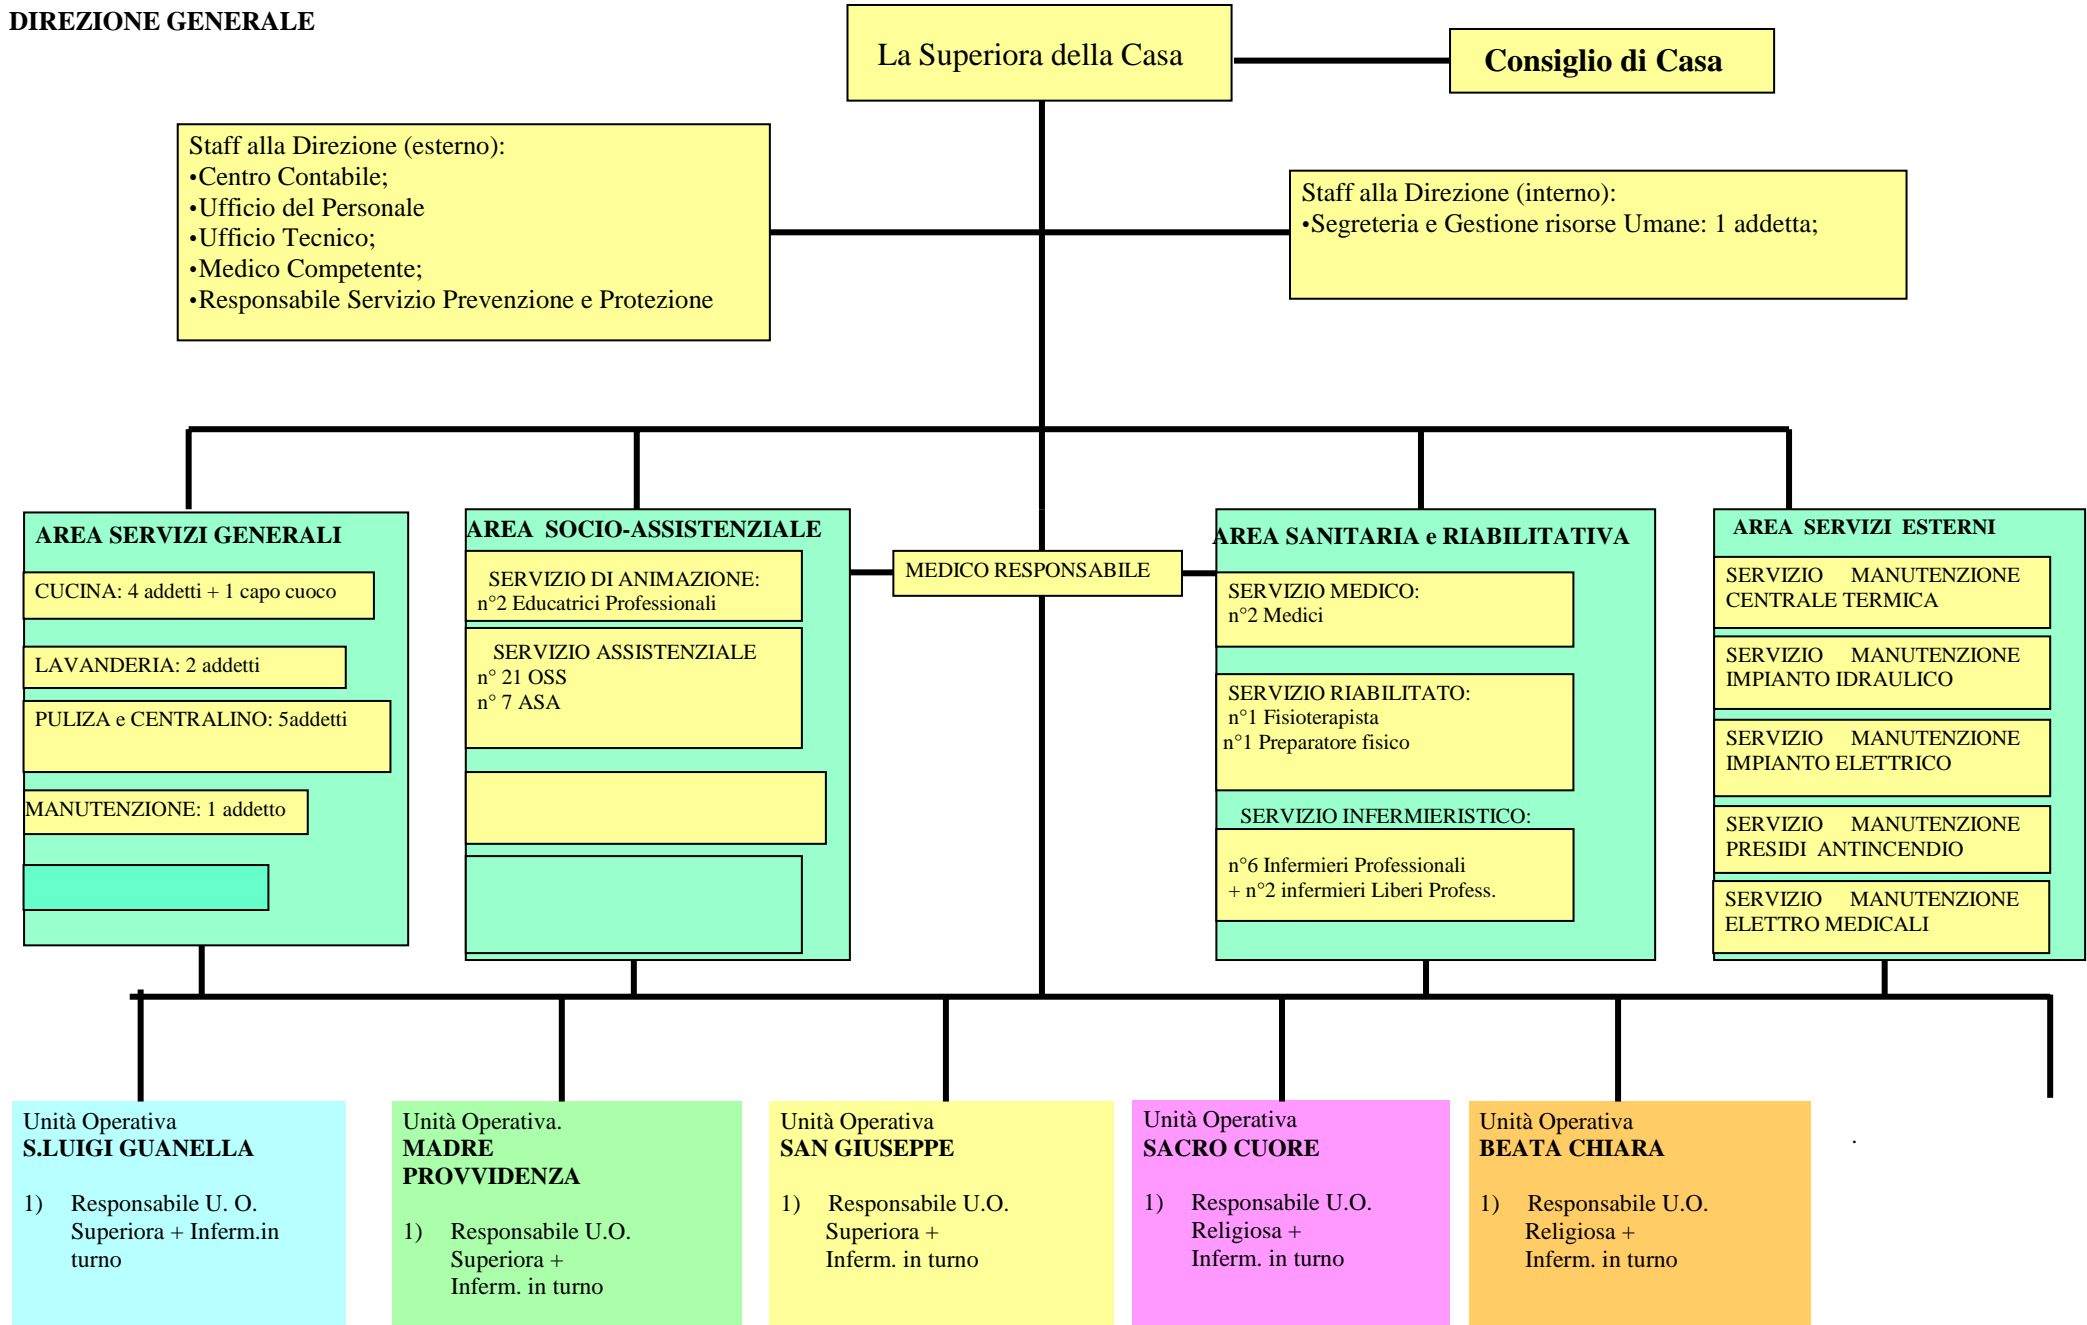 DIREZIONE GENERALE
La Superiora della Casa
Consiglio di Casa
Staff alla Direzione (esterno):
•Centro Contabile;
•Ufficio del Personale
•Ufficio Tecnico;
•Medico Competente;
•Responsabile Servizio Prevenzione e Protezione
Staff alla Direzione (interno):
•Segreteria e Gestione risorse Umane: 1 addetta;
AREA SERVIZI GENERALI
CUCINA: 4 addetti + 1 capo cuoco
LAVANDERIA: 2 addetti
PULIZA e CENTRALINO: 5addetti
MANUTENZIONE: 1 addetto
AREA SOCIO-ASSISTENZIALE
SERVIZIO DI ANIMAZIONE:
n°2 Educatrici Professionali
SERVIZIO ASSISTENZIALE
n° 21 OSS
n° 7 ASA
MEDICO RESPONSABILE
AREA SANITARIA e RIABILITATIVA
SERVIZIO MEDICO:
n°2 Medici
SERVIZIO RIABILITATO:
n°1 Fisioterapista
n°1 Preparatore fisico
SERVIZIO INFERMIERISTICO:
n°6 Infermieri Professionali
+ n°2 infermieri Liberi Profess.
AREA SERVIZI ESTERNI
SERVIZIO MANUTENZIONE
CENTRALE TERMICA
SERVIZIO MANUTENZIONE
IMPIANTO IDRAULICO
SERVIZIO MANUTENZIONE
IMPIANTO ELETTRICO
SERVIZIO MANUTENZIONE
PRESIDI ANTINCENDIO
SERVIZIO MANUTENZIONE
ELETTRO MEDICALI
Unità Operativa
S.LUIGI GUANELLA
1) Responsabile U. O.
Superiora + Inferm.in
turno
Unità Operativa.
MADRE
PROVVIDENZA
1) Responsabile U.O.
Superiora +
Inferm. in turno
Unità Operativa
SAN GIUSEPPE
1) Responsabile U.O.
Superiora +
Inferm. in turno
Unità Operativa
SACRO CUORE
1) Responsabile U.O.
Religiosa +
Inferm. in turno
Unità Operativa
BEATA CHIARA
1) Responsabile U.O.
Religiosa +
Inferm. in turno
.